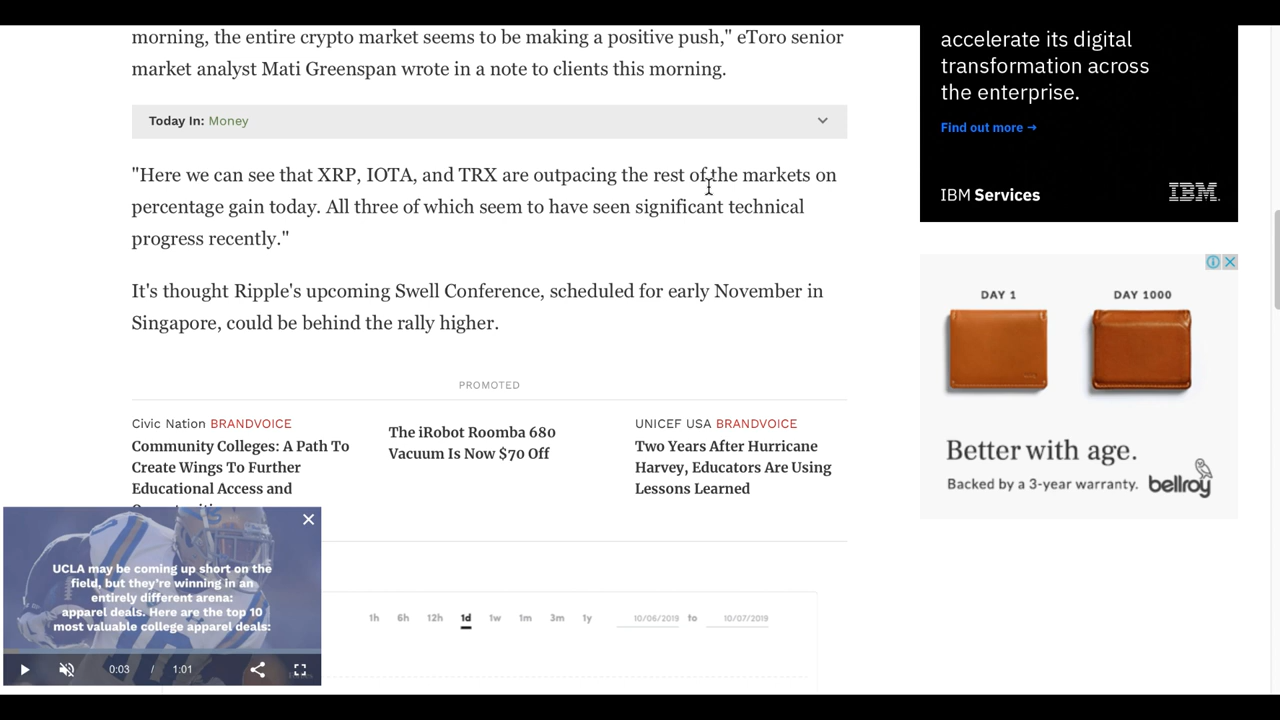 morning, the entire crypto market seems to be making a positive push," eToro senior
market analyst Mati Greenspan wrote in a note to clients this morning.
Today In: Money
"Here we can see that XRP, IOTA, and TRX are outpacing the rest of the markets on
percentage gain today. All three of which seem to have seen significant technical
progress recently."
It's thought Ripple's upcoming Swell Conference, scheduled for early November in
Singapore, could be behind the rally higher.
PROMOTED
Civic Nation BRANDVOICE
Community Colleges: A Path To
Create Wings To Further
Educational Access and
The iRobot Roomba 680
Vacuum Is Now $70 Off
UNICEF USA BRANDVOICE
Two Years After Hurricane
Harvey, Educators Are Using
Lessons Learned
UCLA may be coming up short on the
field, but they're winning in an
entirely different arena:
apparel deals. Here are the top 10
most valuable college apparel deals:
0:03 / 1:01
1h 6h 12h 1d 1w 1m 3m 1y 10/06/2019 to 10/07/2019
accelerate its digital
transformation across
the enterprise.
Find out more →
IBM Services IBM.
DAY 1 DAY 1000
Better with age.
Backed by a 3-year warranty. bellroy